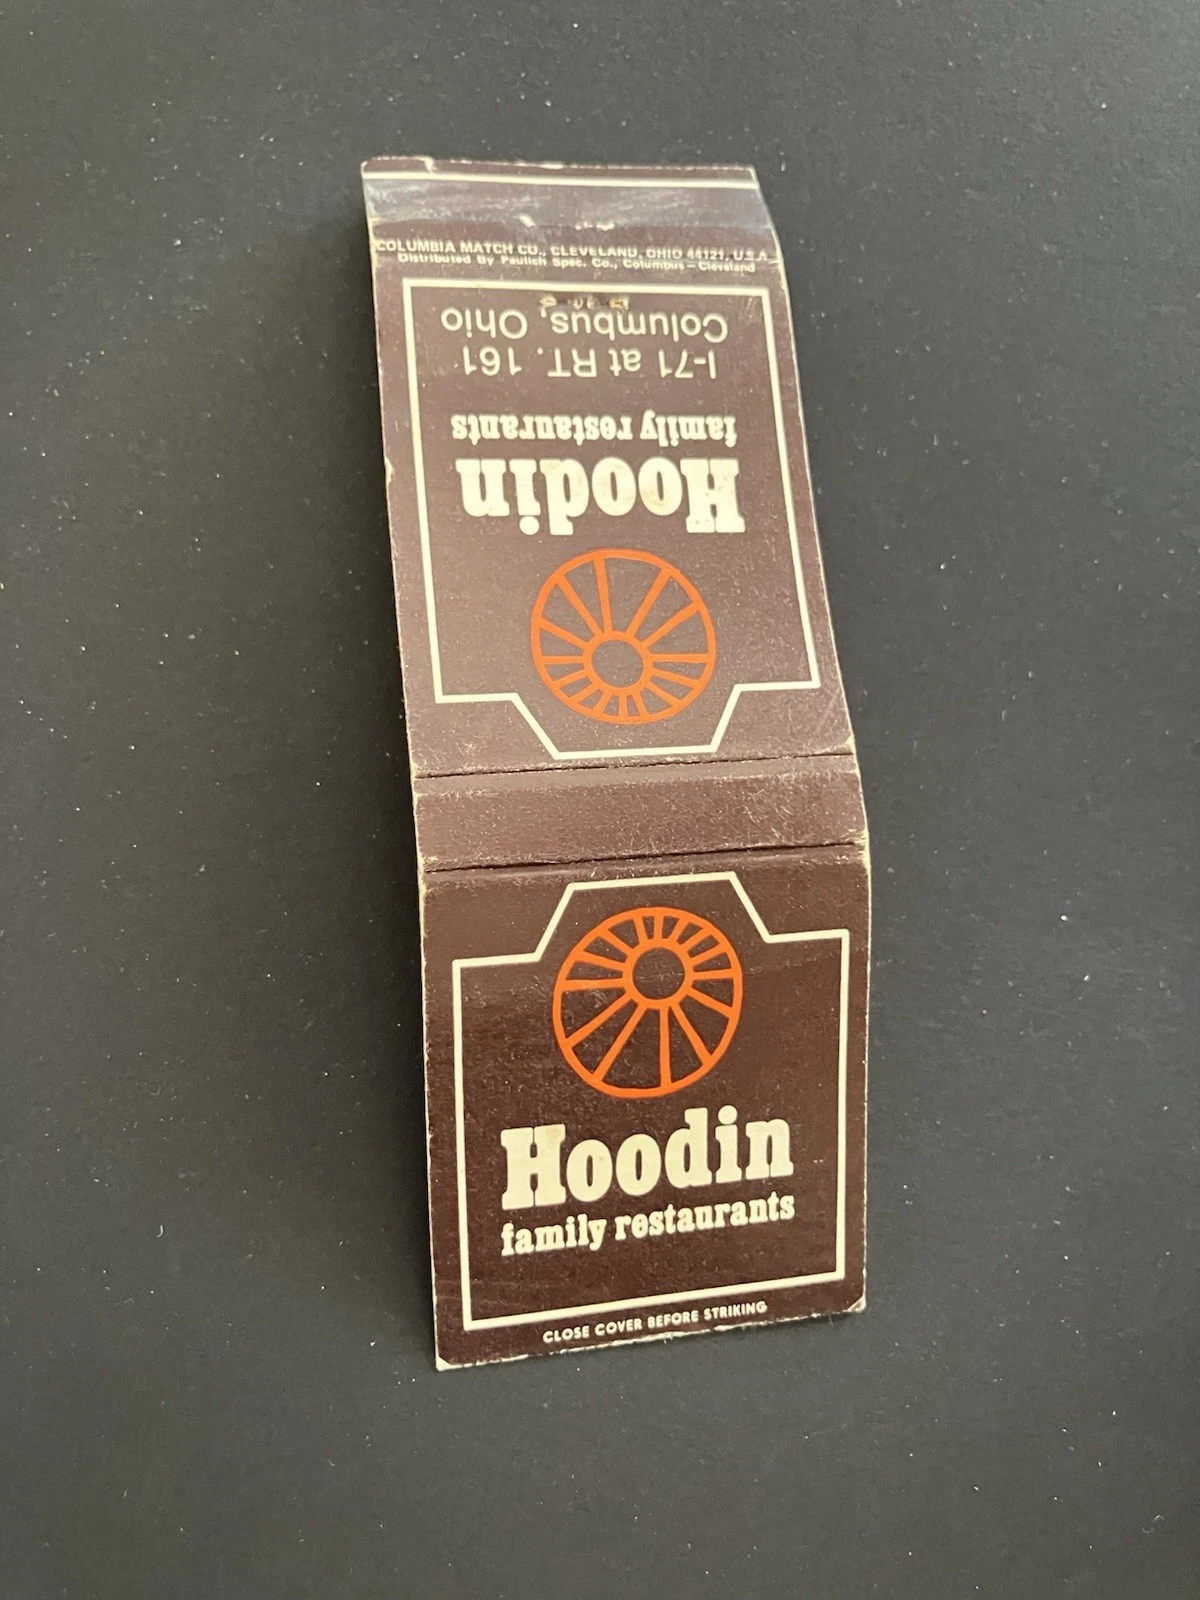 COLUMBIA MATCH CO., CLEVELAND, OHIO 44121, U.S.A.
Distributed By Paulich Spec. Co., Columbus – Cleveland
Hoodin
family restaurants
I-71 at RT. 161
Columbus, Ohio
Hoodin
family restaurants
CLOSE COVER BEFORE STRIKING